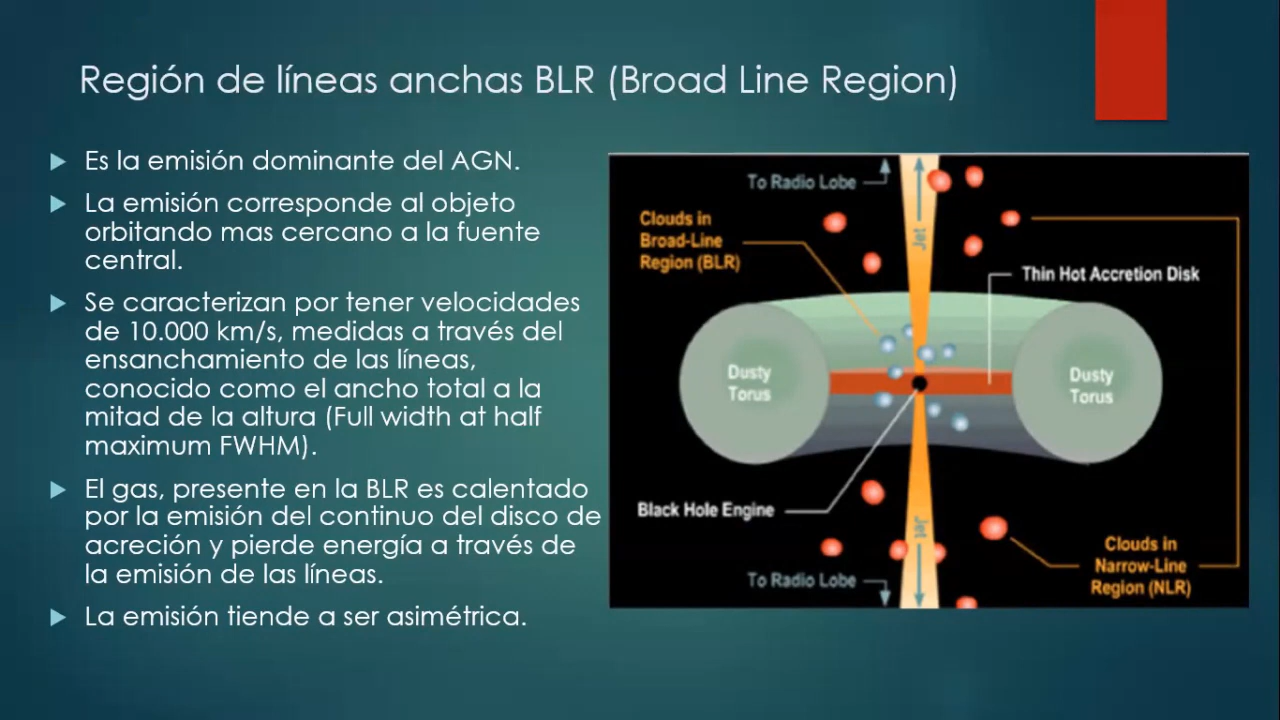 Región de líneas anchas BLR (Broad Line Region)
Es la emisión dominante del AGN.
La emisión corresponde al objeto
orbitando mas cercano a la fuente
central.
Se caracterizan por tener velocidades
de 10.000 km/s, medidas a través del
ensanchamiento de las líneas,
conocido como el ancho total a la
mitad de la altura (Full width at half
maximum FWHM).
El gas, presente en la BLR es calentado
por la emisión del continuo del disco de
acreción y pierde energía a través de
la emisión de las líneas.
La emisión tiende a ser asimétrica.
To Radio Lobe
Clouds in
Broad-Line
Region (BLR)
Jet
Thin Hot Accretion Disk
Dusty
Torus
Dusty
Torus
Black Hole Engine
Jet
Clouds in
Narrow-Line
Region (NLR)
To Radio Lobe